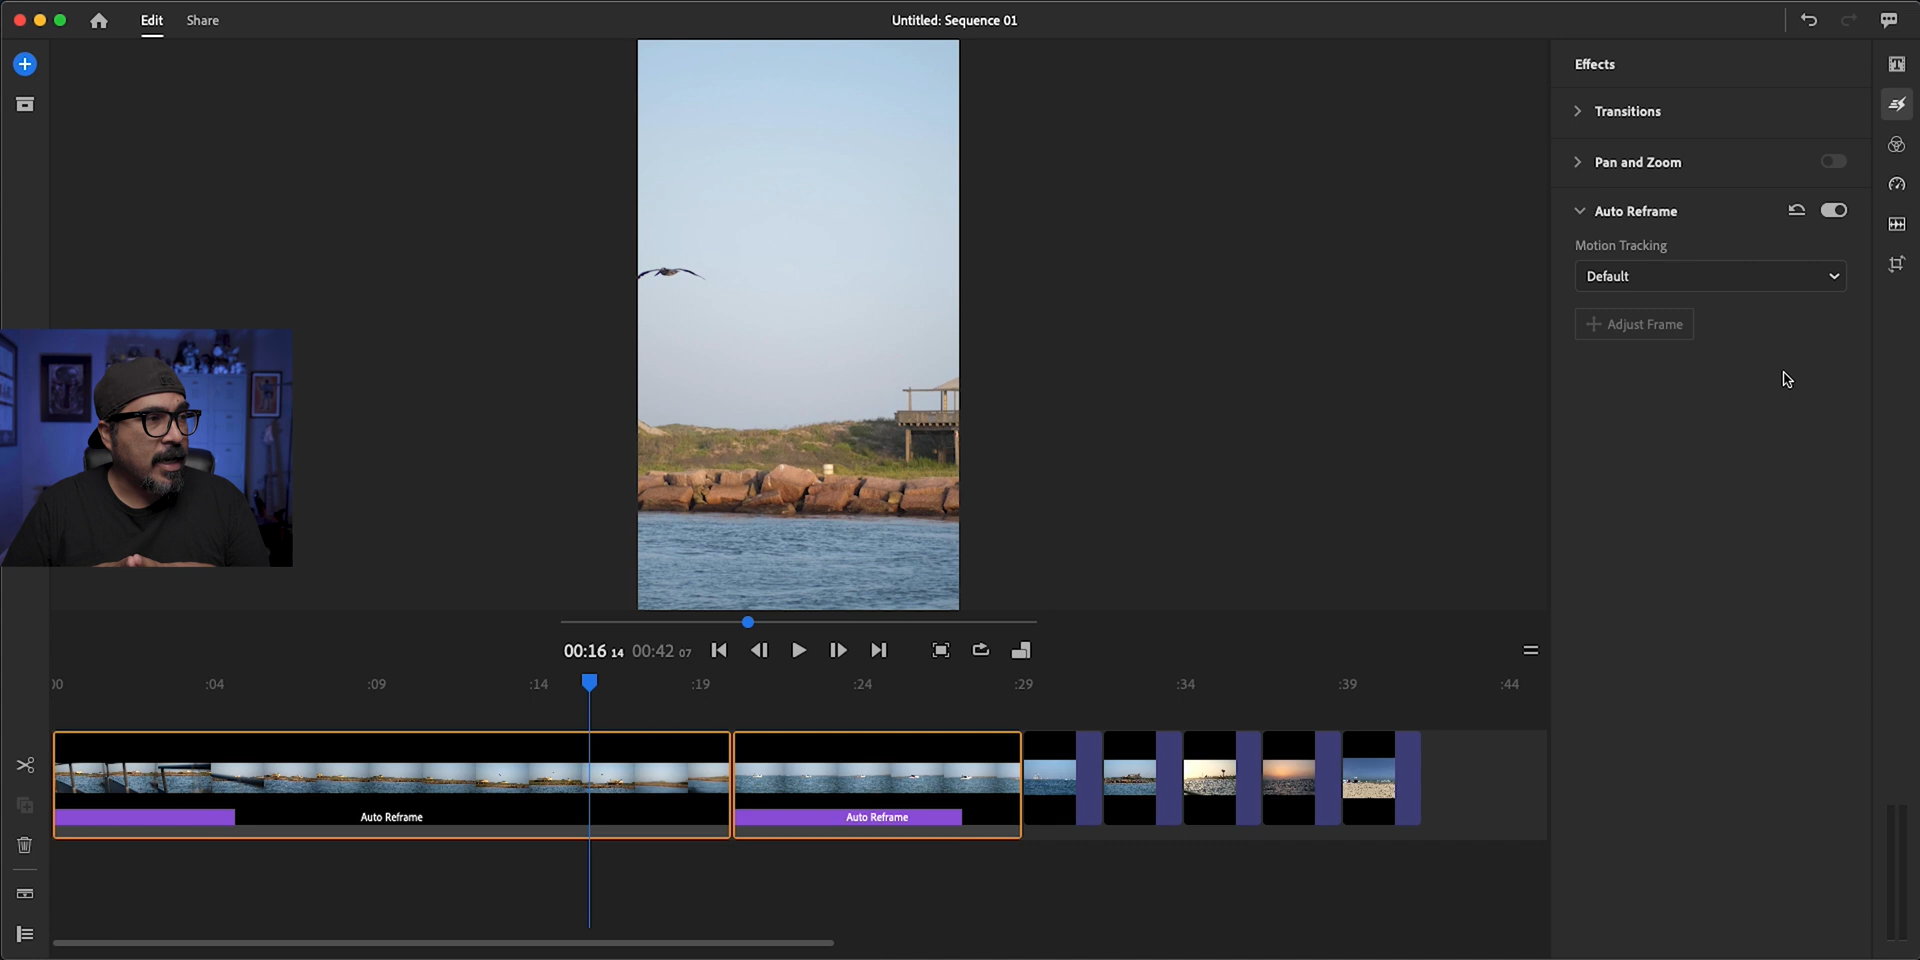 Edit
Share
Untitled: Sequence 01
Effects
Transitions
Pan and Zoom
Auto Reframe
Motion Tracking
Default
Adjust Frame
00:16 14 00:42 07
:04 :09 :14 :19 :24 :29 :34 :39 :44
Auto Reframe
Auto Reframe